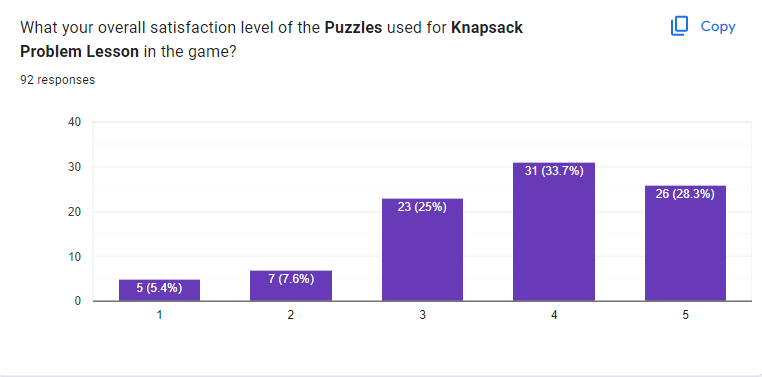 What your overall satisfaction level of the Puzzles used for Knapsack
Problem Lesson in the game?
Copy
92 responses
40
30
20
10
0
5 (5.4%)
7 (7.6%)
23 (25%)
31 (33.7%)
26 (28.3%)
1 2 3 4 5